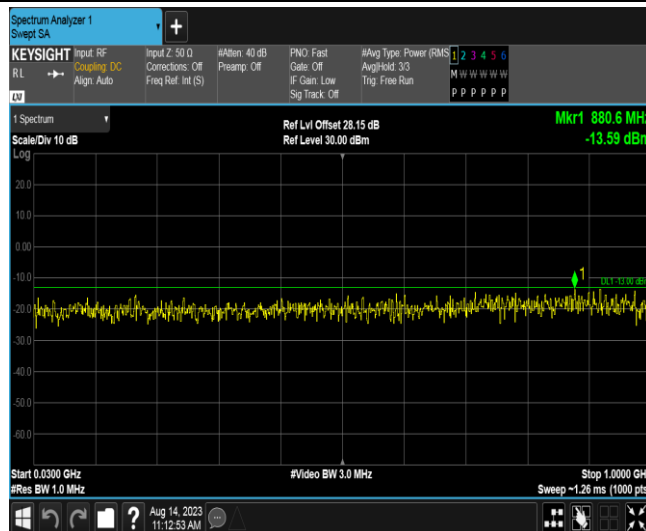 Spectrum Analyzer 1
Swept SA
KEYSIGHT
RL
LXI
Input: RF
Coupling: DC
Align: Auto
Input Z: 50 Ω
Corrections: Off
Freq Ref: Int (S)
#Atten: 40 dB
Preamp: Off
PNO: Fast
Gate: Off
IF Gain: Low
Sig Track: Off
#Avg Type: Power (RMS
Avg|Hold: 3/3
Trig: Free Run
1 2 3 4 5 6
M W W W W W
P P P P P P
1 Spectrum
Scale/Div 10 dB
Log
Ref Lvl Offset 28.15 dB
Ref Level 30.00 dBm
Mkr1 880.6 MHz
-13.59 dBm
20.0
10.0
0.00
-10.0
1
DL1 -13.00 dBm
-20.0
-30.0
-40.0
-50.0
-60.0
Start 0.0300 GHz
#Res BW 1.0 MHz
#Video BW 3.0 MHz
Stop 1.0000 GHz
Sweep ~1.26 ms (1000 pts
?
Aug 14, 2023
11:12:53 AM